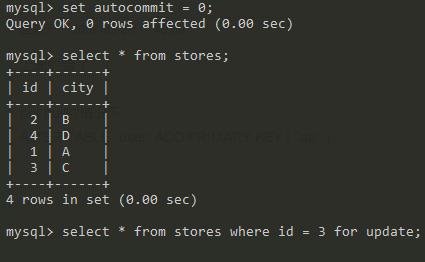 mysql> set autocommit = 0;
Query OK, 0 rows affected (0.00 sec)
mysql> select * from stores;
+----+------+
| id | city |
+----+------+
|  2 | B    |
|  4 | D    |
|  1 | A    |
|  3 | C    |
+----+------+
4 rows in set (0.00 sec)
mysql> select * from stores where id = 3 for update;